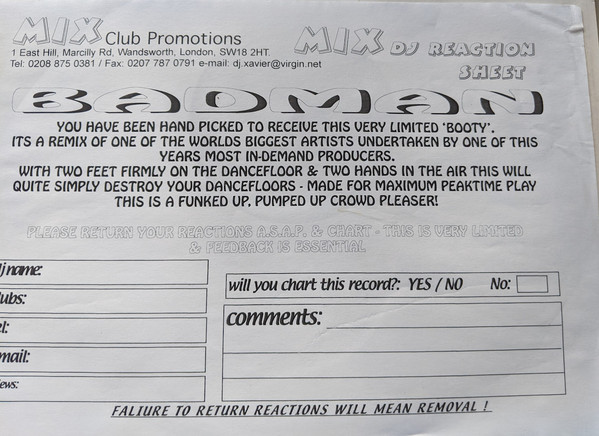 MIX Club Promotions
1 East Hill, Marcilly Rd, Wandsworth, London, SW18 2HT.
Tel: 0208 875 0381 / Fax: 0207 787 0791 e-mail: dj.xavier@virgin.net
MIX DJ REACTION
SHEET
BADMAN
YOU HAVE BEEN HAND PICKED TO RECEIVE THIS VERY LIMITED 'BOOTY'.
ITS A REMIX OF ONE OF THE WORLDS BIGGEST ARTISTS UNDERTAKEN BY ONE OF THIS
YEARS MOST IN-DEMAND PRODUCERS.
WITH TWO FEET FIRMLY ON THE DANCEFLOOR & TWO HANDS IN THE AIR THIS WILL
QUITE SIMPLY DESTROY YOUR DANCEFLOORS - MADE FOR MAXIMUM PEAKTIME PLAY
THIS IS A FUNKED UP, PUMPED UP CROWD PLEASER!
PLEASE RETURN YOUR REACTIONS A.S.A.P. & CHART - THIS IS VERY LIMITED
& FEEDBACK IS ESSENTIAL
dj name:
lubs:
el:
mail:
iews:
will you chart this record?: YES / NO No:
comments:
FALIURE TO RETURN REACTIONS WILL MEAN REMOVAL !